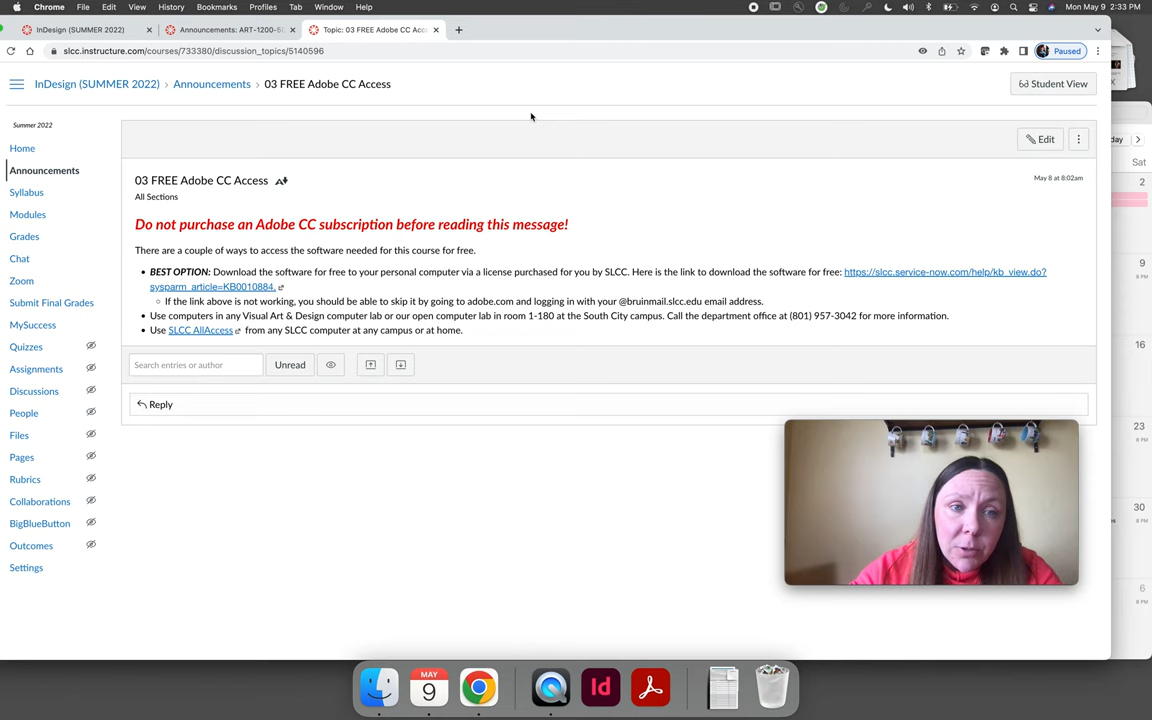 Chrome File Edit View History Bookmarks Profiles Tab Window Help Mon May 9 2:33 PM
InDesign (SUMMER 2022) Announcements: ART-1200-50 Topic: 03 FREE Adobe CC Acc
slcc.instructure.com/courses/733380/discussion_topics/5140596 Paused
InDesign (SUMMER 2022) › Announcements › 03 FREE Adobe CC Access Student View
Summer 2022
Home
Announcements
Syllabus
Modules
Grades
Chat
Zoom
Submit Final Grades
MySuccess
Quizzes
Assignments
Discussions
People
Files
Pages
Rubrics
Collaborations
BigBlueButton
Outcomes
Settings
Edit
03 FREE Adobe CC Access May 8 at 8:02am
All Sections
Do not purchase an Adobe CC subscription before reading this message!
There are a couple of ways to access the software needed for this course for free.
• BEST OPTION: Download the software for free to your personal computer via a license purchased for you by SLCC. Here is the link to download the software for free: https://slcc.service-now.com/help/kb_view.do?
sysparm_article=KB0010884.
If the link above is not working, you should be able to skip it by going to adobe.com and logging in with your @bruinmail.slcc.edu email address.
• Use computers in any Visual Art & Design computer lab or our open computer lab in room 1-180 at the South City campus. Call the department office at (801) 957-3042 for more information.
• Use SLCC AllAccess from any SLCC computer at any campus or at home.
Search entries or author Unread
Reply
day
Sat
2
9
16
23
8 PM
30
8 PM
6
8 PM
MAY
9
Id